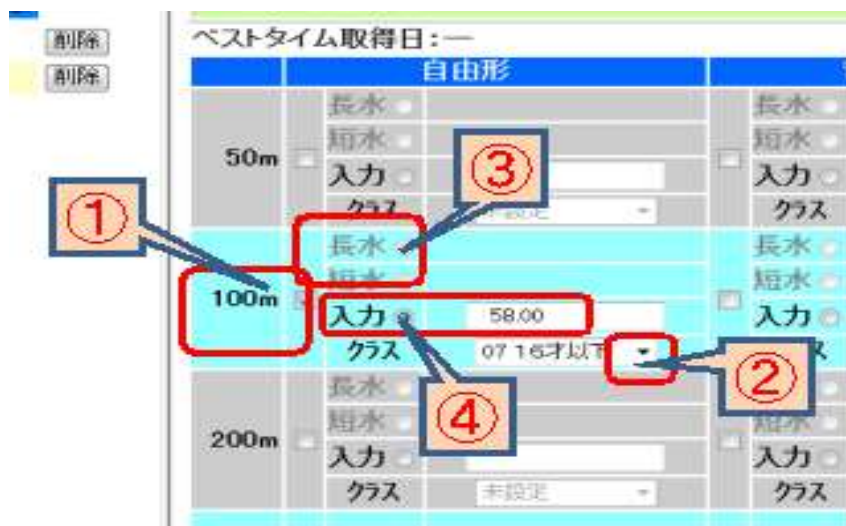 削除
ベストタイム取得日:—
削除
自由形
長水
長水
短水
短水
50m
入力
入力
③
①
クラス
未設定
クラス
長水
長水
短水
短水
100m
入力
58.00
入力
クラス
07 16才以下
②
長水
④
短水
短水
200m
入力
入力
クラス
未設定
クラス